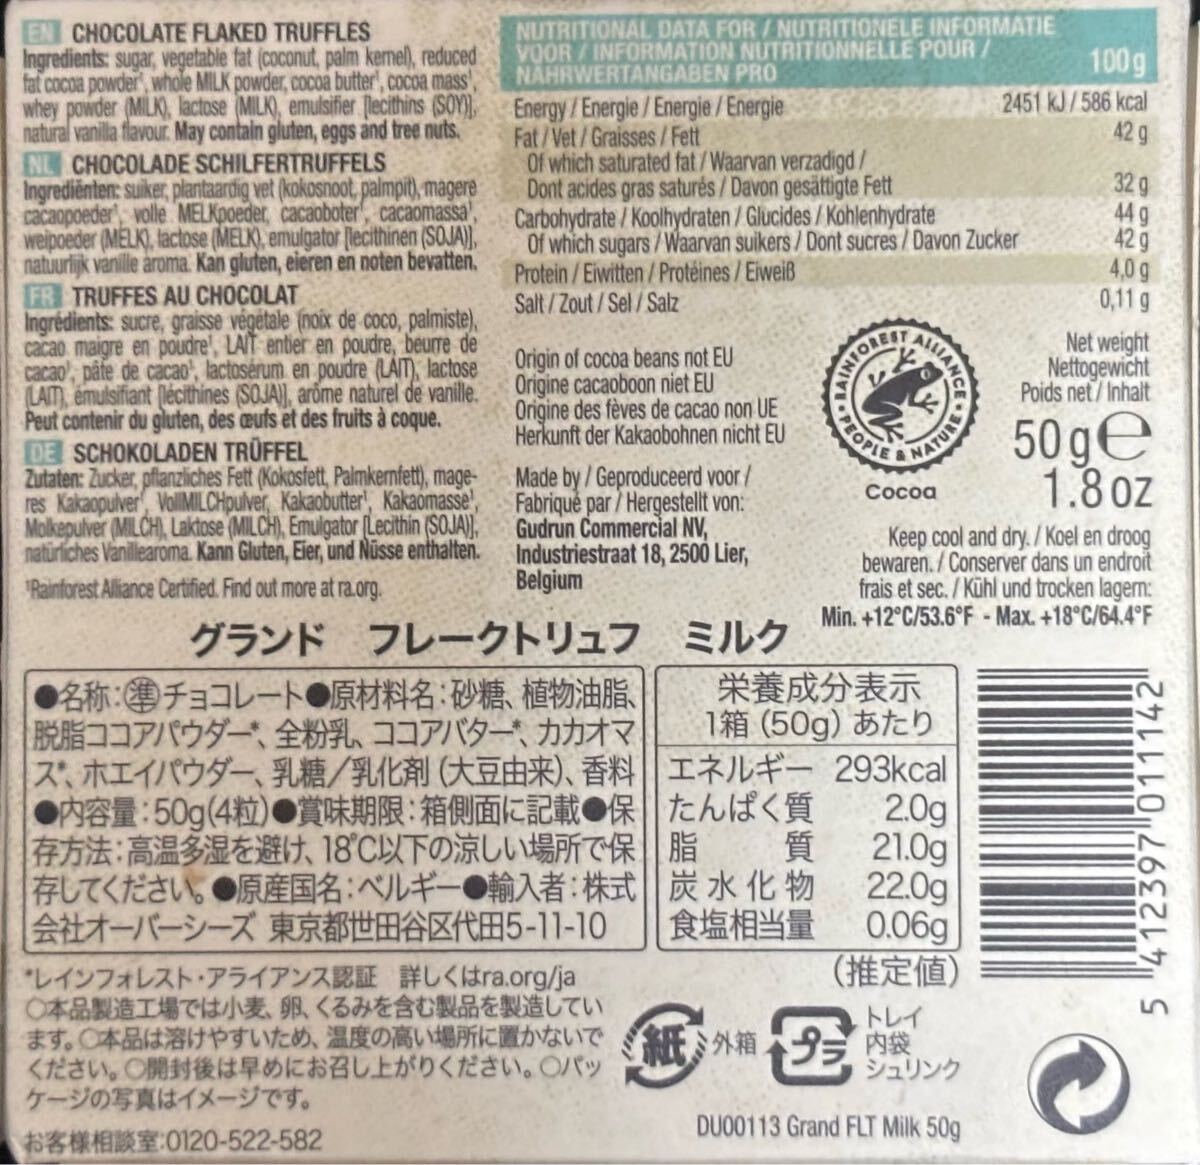 EN CHOCOLATE FLAKED TRUFFLES
Ingredients: sugar, vegetable fat (coconut, palm kernel), reduced
fat cocoa powder¹, whole MILK powder, cocoa butter¹, cocoa mass¹,
whey powder (MILK), lactose (MILK), emulsifier [lecithins (SOY)],
natural vanilla flavour. May contain gluten, eggs and tree nuts.
NL CHOCOLADE SCHILFERTRUFFELS
Ingrediënten: suiker, plantaardig vet (kokosnoot, palmpit), magere
cacaopoeder¹, volle MELKpoeder, cacaoboter¹, cacaomassa¹,
weipoeder (MELK), lactose (MELK), emulgator [lecithinen (SOJA)],
natuurlijk vanille aroma. Kan gluten, eieren en noten bevatten.
FR TRUFFES AU CHOCOLAT
Ingrédients: sucre, graisse végétale (noix de coco, palmiste),
cacao maigre en poudre¹, LAIT entier en poudre, beurre de
cacao¹, pâte de cacao¹, lactosérum en poudre (LAIT), lactose
(LAIT), émulsifiant [lécithines (SOJA)], arôme naturel de vanille.
Peut contenir du gluten, des œufs et des fruits à coque.
DE SCHOKOLADEN TRÜFFEL
Zutaten: Zucker, pflanzliches Fett (Kokosfett, Palmkernfett), mage-
res Kakaopulver¹, VollMILCHpulver, Kakaobutter¹, Kakaomasse¹,
Molkepulver (MILCH), Laktose (MILCH), Emulgator [Lecithin (SOJA)],
natürliches Vanillearoma. Kann Gluten, Eier, und Nüsse enthalten.
¹Rainforest Alliance Certified. Find out more at ra.org.
NUTRITIONAL DATA FOR / NUTRITIONELE INFORMATIE
VOOR / INFORMATION NUTRITIONNELLE POUR /
NÄHRWERTANGABEN PRO 100 g
Energy / Energie / Energie / Energie 2451 kJ / 586 kcal
Fat / Vet / Graisses / Fett 42 g
Of which saturated fat / Waarvan verzadigd /
Dont acides gras saturés / Davon gesättigte Fett 32 g
Carbohydrate / Koolhydraten / Glucides / Kohlenhydrate 44 g
Of which sugars / Waarvan suikers / Dont sucres / Davon Zucker 42 g
Protein / Eiwitten / Protéines / Eiweiß 4,0 g
Salt / Zout / Sel / Salz 0,11 g
Origin of cocoa beans not EU
Origine cacaoboon niet EU
Origine des fèves de cacao non UE
Herkunft der Kakaobohnen nicht EU
Made by / Geproduceerd voor /
Fabriqué par / Hergestellt von:
Gudrun Commercial NV,
Industriestraat 18, 2500 Lier,
Belgium
RAINFOREST ALLIANCE
PEOPLE & NATURE
Cocoa
Net weight
Nettogewicht
Poids net / Inhalt
50 g ℮
1.8 oz
Keep cool and dry. / Koel en droog
bewaren. / Conserver dans un endroit
frais et sec. / Kühl und trocken lagern:
Min. +12°C/53.6°F - Max. +18°C/64.4°F
グランド フレークトリュフ ミルク
●名称:㊜チョコレート●原材料名:砂糖、植物油脂、
脱脂ココアパウダー*、全粉乳、ココアバター*、カカオマ
ス*、ホエイパウダー、乳糖／乳化剤(大豆由来)、香料
●内容量:50g(4粒)●賞味期限:箱側面に記載●保
存方法:高温多湿を避け、18℃以下の涼しい場所で保
存してください。●原産国名:ベルギー●輸入者:株式
会社オーバーシーズ 東京都世田谷区代田5-11-10
栄養成分表示
1箱(50g)あたり
エネルギー 293kcal
たんぱく質 2.0g
脂質 21.0g
炭水化物 22.0g
食塩相当量 0.06g
(推定値)
*レインフォレスト・アライアンス認証 詳しくはra.org/ja
○本品製造工場では小麦、卵、くるみを含む製品を製造してい
ます。○本品は溶けやすいため、温度の高い場所に置かないで
ください。○開封後は早めにお召し上がりください。○パッ
ケージの写真はイメージです。
お客様相談室:0120-522-582
紙 外箱
プラ トレイ
内袋
シュリンク
DU00113 Grand FLT Milk 50g
5 412397 011142